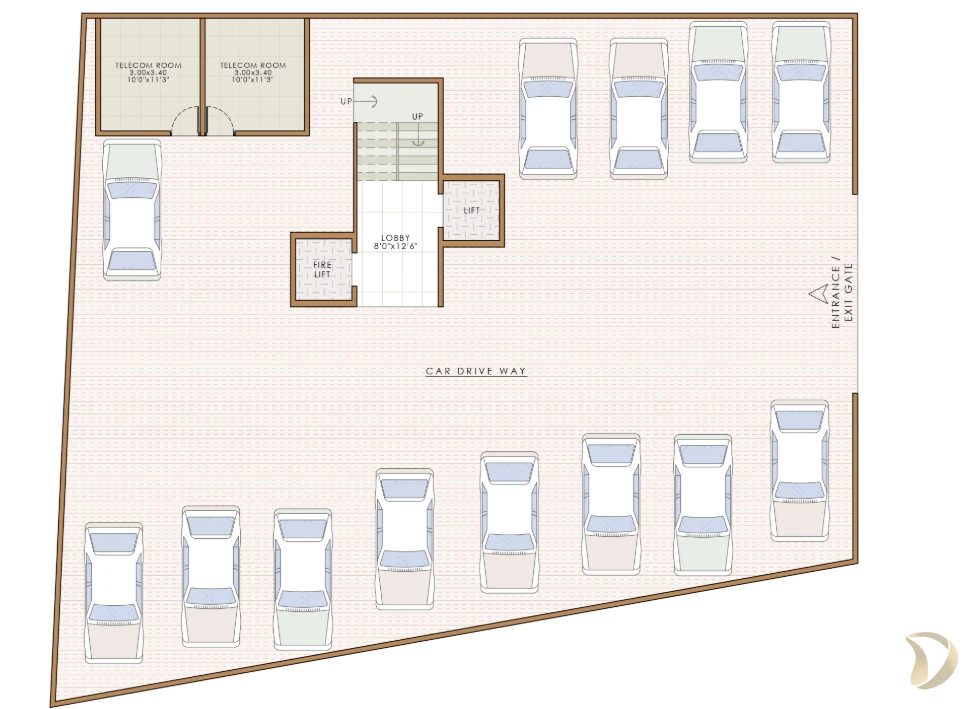 TELECOM ROOM
3.00x3.40
10'0"x11'3"
TELECOM ROOM
3.00x3.40
10'0"x11'3'
UP
UP
LIFT
LOBBY
8'0"x12'6"
FIRE
LIFT
ENTRANCE /
EXIT GATE
CAR DRIVE WAY